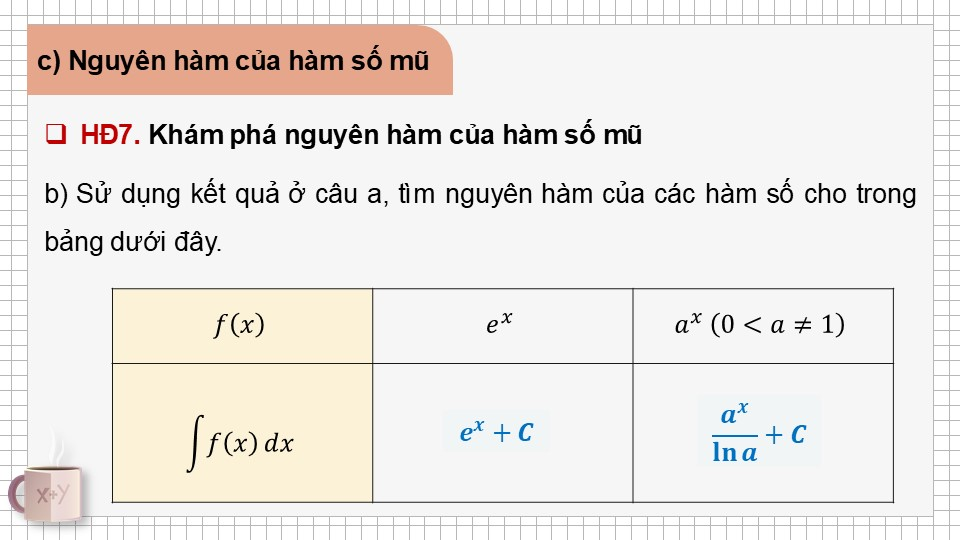 c) Nguyên hàm của hàm số mũ
❑ HĐ7. Khám phá nguyên hàm của hàm số mũ
b) Sử dụng kết quả ở câu a, tìm nguyên hàm của các hàm số cho trong
bảng dưới đây.
f(x) e^x a^x (0 < a ≠ 1)
∫f(x) dx e^x + C a^x/ln a + C
x+y